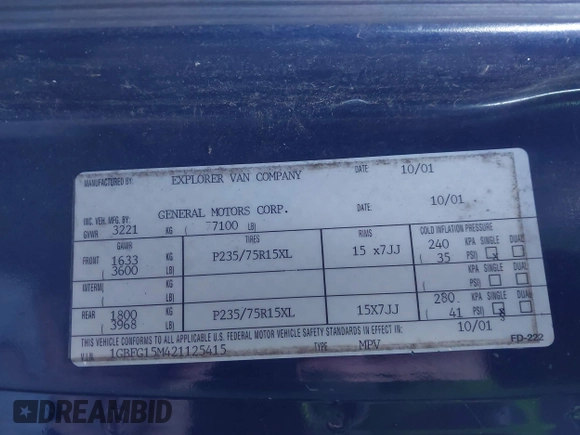 MANUFACTURED BY: EXPLORER VAN COMPANY DATE 10/01
INC. VEH. MFG. BY: GENERAL MOTORS CORP. DATE: 10/01
GVWR 3221 KG ( 7100 LB)
GAWR TIRES RIMS COLD INFLATION PRESSURE
FRONT 1633 KG P235/75R15XL 15 x7JJ 240 KPA SINGLE DUAL
( 3600 LB) ( 35 PSI) x
INTERM KG KPA SINGLE DUAL
( LB) ( PSI)
REAR 1800 KG P235/75R15XL 15X7JJ 280 KPA SINGLE DUAL
( 3968 LB) ( 41 PSI)
THIS VEHICLE CONFORMS TO ALL APPLICABLE U.S. FEDERAL MOTOR VEHICLE SAFETY STANDARDS IN EFFECT IN: 10/01
V.I.N. 1GBFG15M421125415 TYPE MPV FD-222
DREAMBID